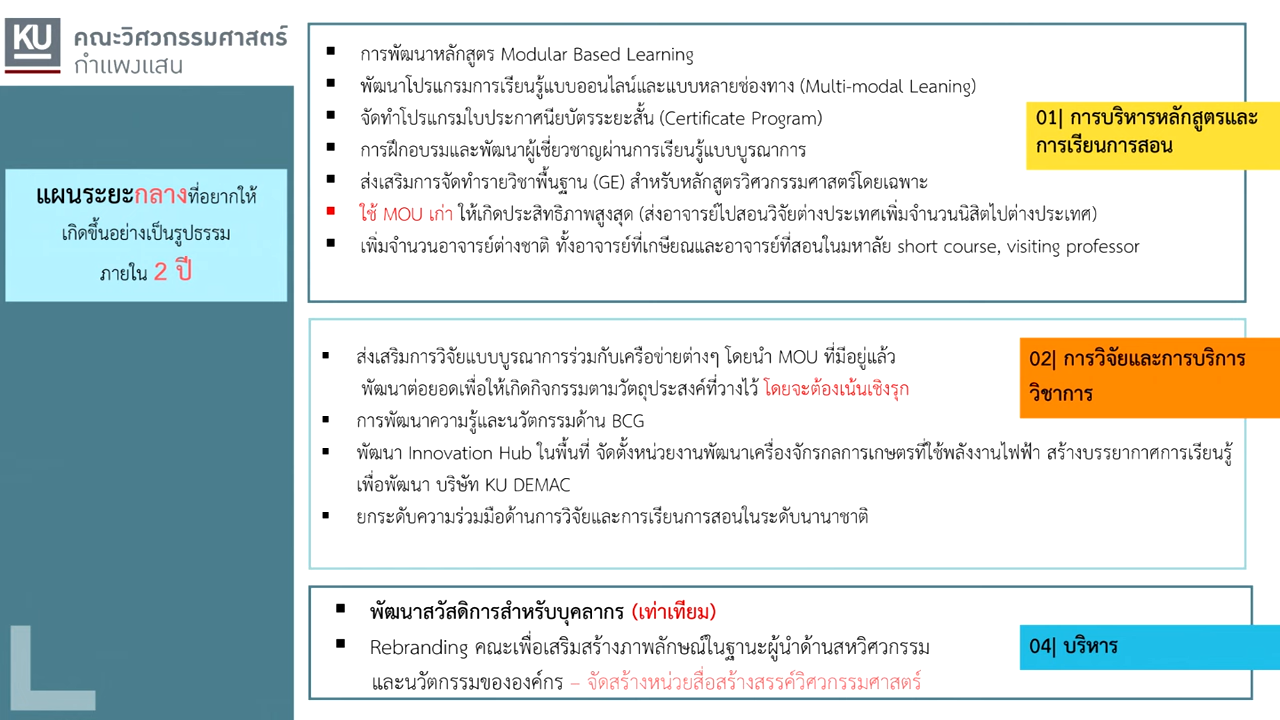 KU
คณะวิศวกรรมศาสตร์
กำแพงแสน
แผนระยะกลางที่อยากให้
เกิดขึ้นอย่างเป็นรูปธรรม
ภายใน 2 ปี
▪ การพัฒนาหลักสูตร Modular Based Learning
▪ พัฒนาโปรแกรมการเรียนรู้แบบออนไลน์และแบบหลายช่องทาง (Multi-modal Leaning)
▪ จัดทำโปรแกรมใบประกาศนียบัตรระยะสั้น (Certificate Program)
▪ การฝึกอบรมและพัฒนาผู้เชี่ยวชาญผ่านการเรียนรู้แบบบูรณาการ
▪ ส่งเสริมการจัดทำรายวิชาพื้นฐาน (GE) สำหรับหลักสูตรวิศวกรรมศาสตร์โดยเฉพาะ
▪ ใช้ MOU เก่า ให้เกิดประสิทธิภาพสูงสุด (ส่งอาจารย์ไปสอนวิจัยต่างประเทศเพิ่มจำนวนนิสิตไปต่างประเทศ)
▪ เพิ่มจำนวนอาจารย์ต่างชาติ ทั้งอาจารย์ที่เกษียณและอาจารย์ที่สอนในมหาลัย short course, visiting professor
01| การบริหารหลักสูตรและ
การเรียนการสอน
▪ ส่งเสริมการวิจัยแบบบูรณาการร่วมกับเครือข่ายต่างๆ โดยนำ MOU ที่มีอยู่แล้ว
พัฒนาต่อยอดเพื่อให้เกิดกิจกรรมตามวัตถุประสงค์ที่วางไว้ โดยจะต้องเน้นเชิงรุก
▪ การพัฒนาความรู้และนวัตกรรมด้าน BCG
▪ พัฒนา Innovation Hub ในพื้นที่ จัดตั้งหน่วยงานพัฒนาเครื่องจักรกลการเกษตรที่ใช้พลังงานไฟฟ้า สร้างบรรยากาศการเรียนรู้
เพื่อพัฒนา บริษัท KU DEMAC
▪ ยกระดับความร่วมมือด้านการวิจัยและการเรียนการสอนในระดับนานาชาติ
02| การวิจัยและการบริการ
วิชาการ
▪ พัฒนาสวัสดิการสำหรับบุคลากร (เท่าเทียม)
▪ Rebranding คณะเพื่อเสริมสร้างภาพลักษณ์ในฐานะผู้นำด้านสหวิศวกรรม
และนวัตกรรมขององค์กร – จัดสร้างหน่วยสื่อสร้างสรรค์วิศวกรรมศาสตร์
04| บริหาร